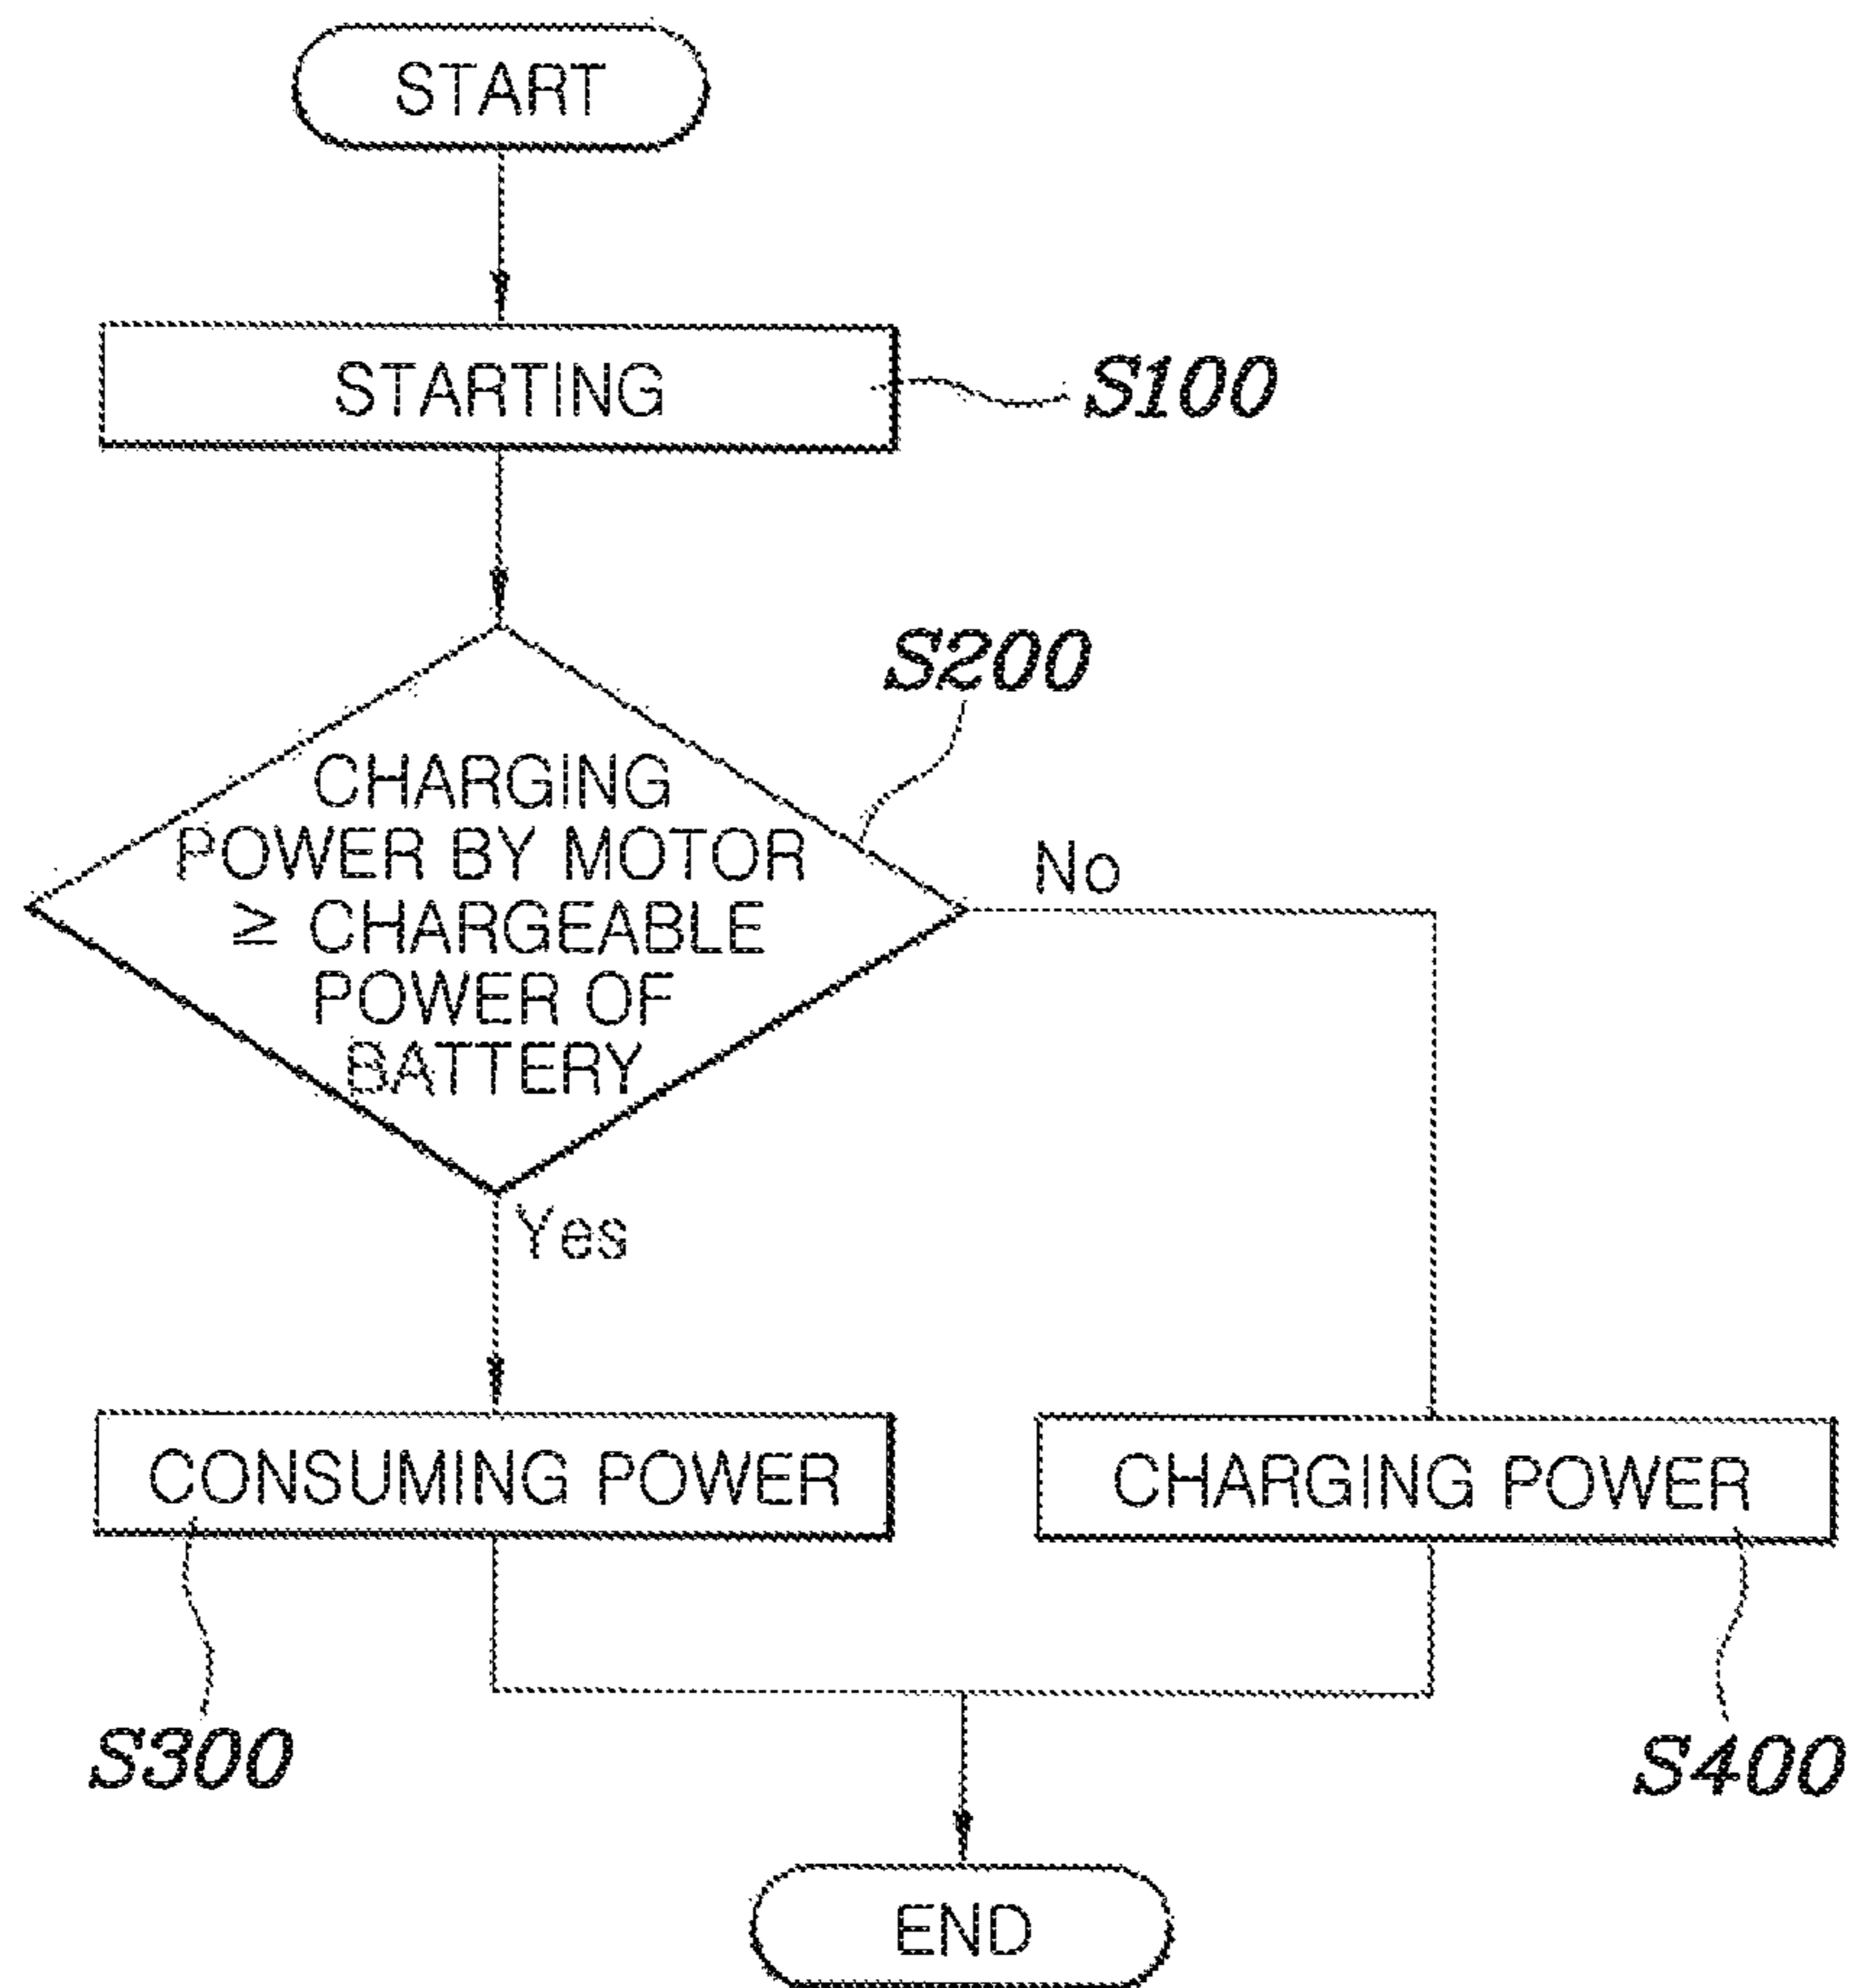 START
STARTING
S100
S200
CHARGING
POWER BY MOTOR
≥ CHARGEABLE
POWER OF
BATTERY
No
Yes
CONSUMING POWER
CHARGING POWER
S300
S400
END